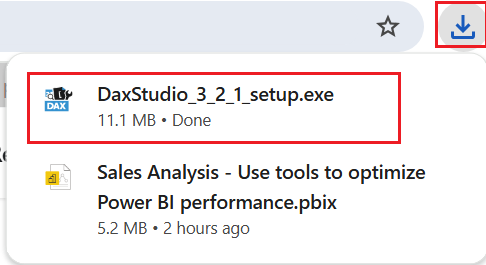 DaxStudio_3_2_1_setup.exe
DAX
11.1 MB • Done
Sales Analysis - Use tools to optimize
Power BI performance.pbix
5.2 MB • 2 hours ago